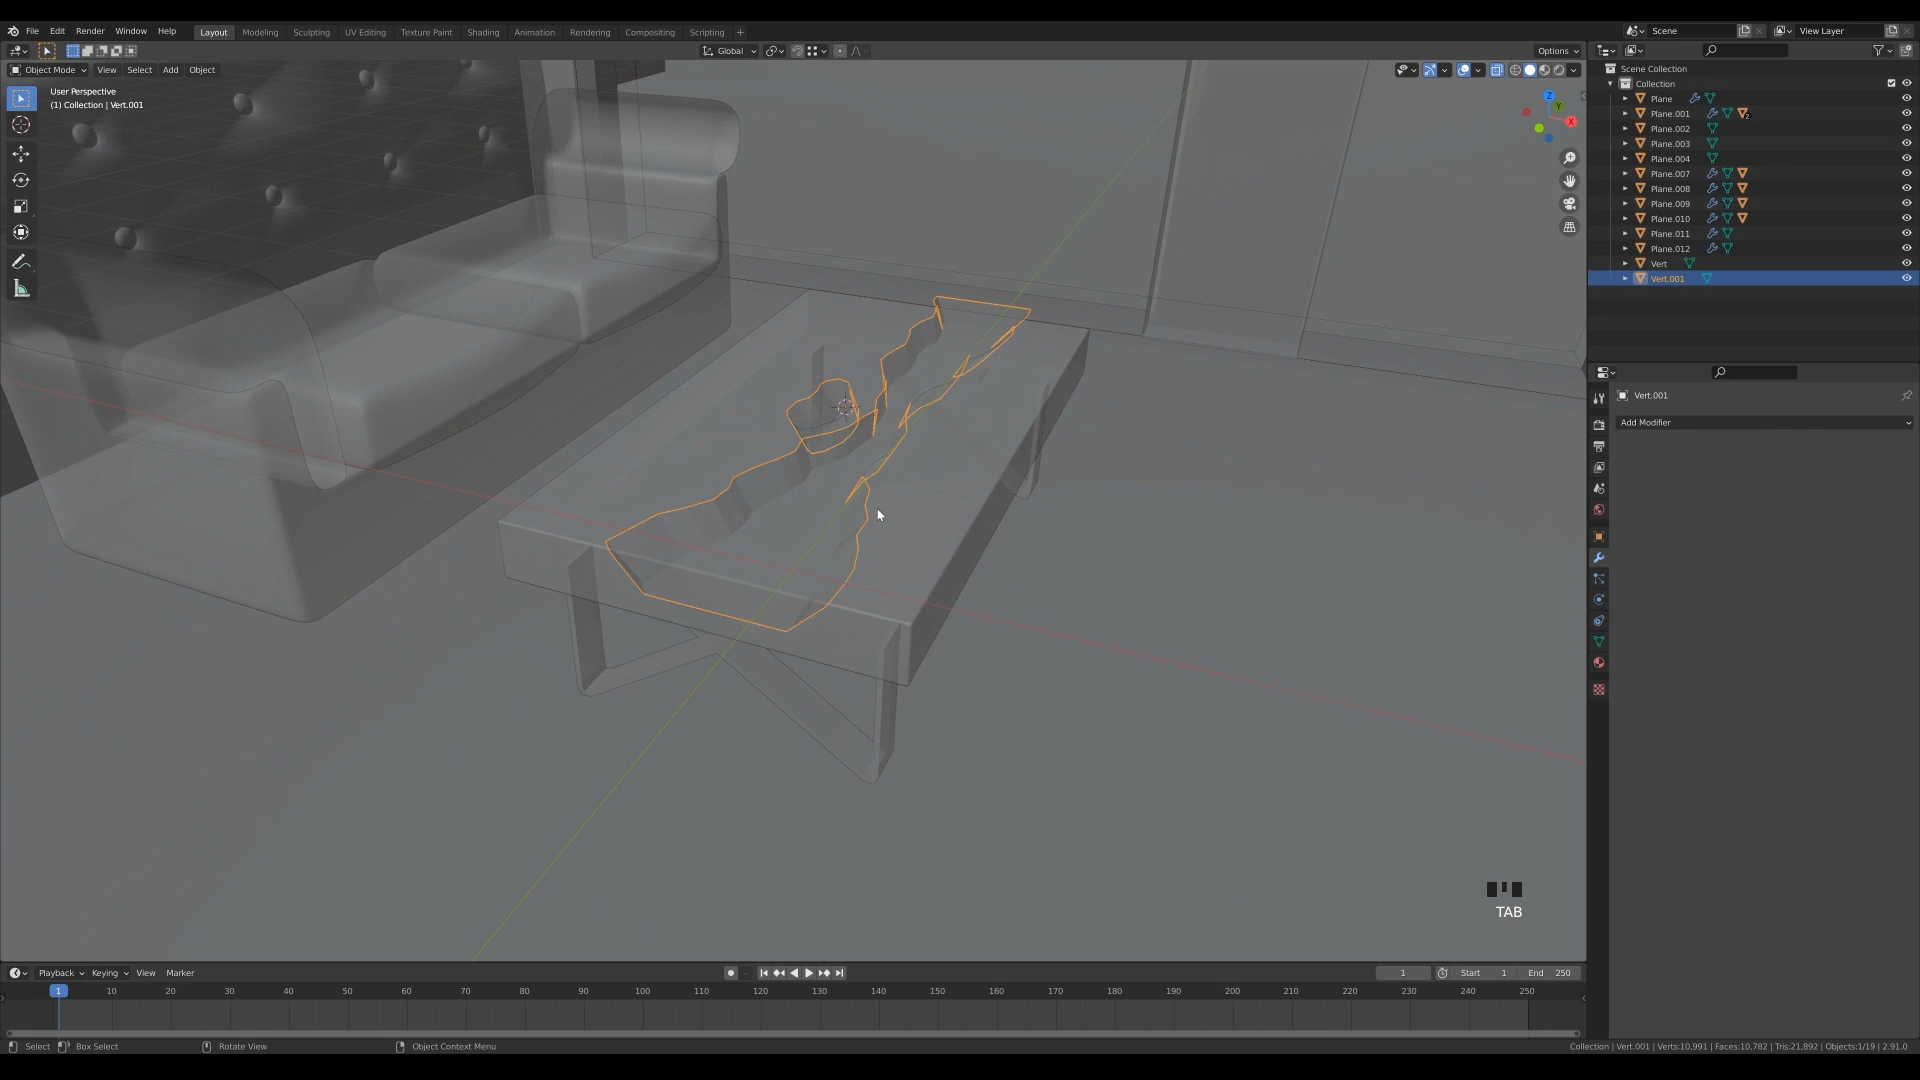 File Edit Render Window Help Layout Modeling Sculpting UV Editing Texture Paint Shading Animation Rendering Compositing Scripting + Scene View Layer
Global Options
Object Mode View Select Add Object
User Perspective
(1) Collection | Vert.001
Z
Y
X
Scene Collection
Collection
Plane
Plane.001 2
Plane.002
Plane.003
Plane.004
Plane.007
Plane.008
Plane.009
Plane.010
Plane.011
Plane.012
Vert
Vert.001
Vert.001
Add Modifier
TAB
Playback Keying View Marker 1 Start 1 End 250
1 10 20 30 40 50 60 70 80 90 100 110 120 130 140 150 160 170 180 190 200 210 220 230 240 250
Select Box Select Rotate View Object Context Menu Collection | Vert.001 | Verts:10,991 | Faces:10,782 | Tris:21,892 | Objects:1/19 | 2.91.0